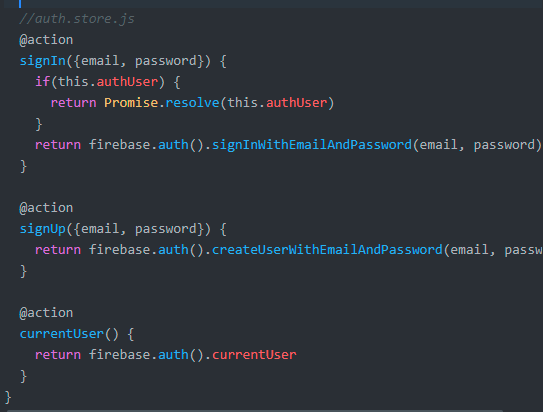 //auth.store.js
@action
signIn({email, password}) {
if(this.authUser) {
return Promise.resolve(this.authUser)
}
return firebase.auth().signInWithEmailAndPassword(email, password)
}
@action
signUp({email, password}) {
return firebase.auth().createUserWithEmailAndPassword(email, passw
}
@action
currentUser() {
return firebase.auth().currentUser
}
}